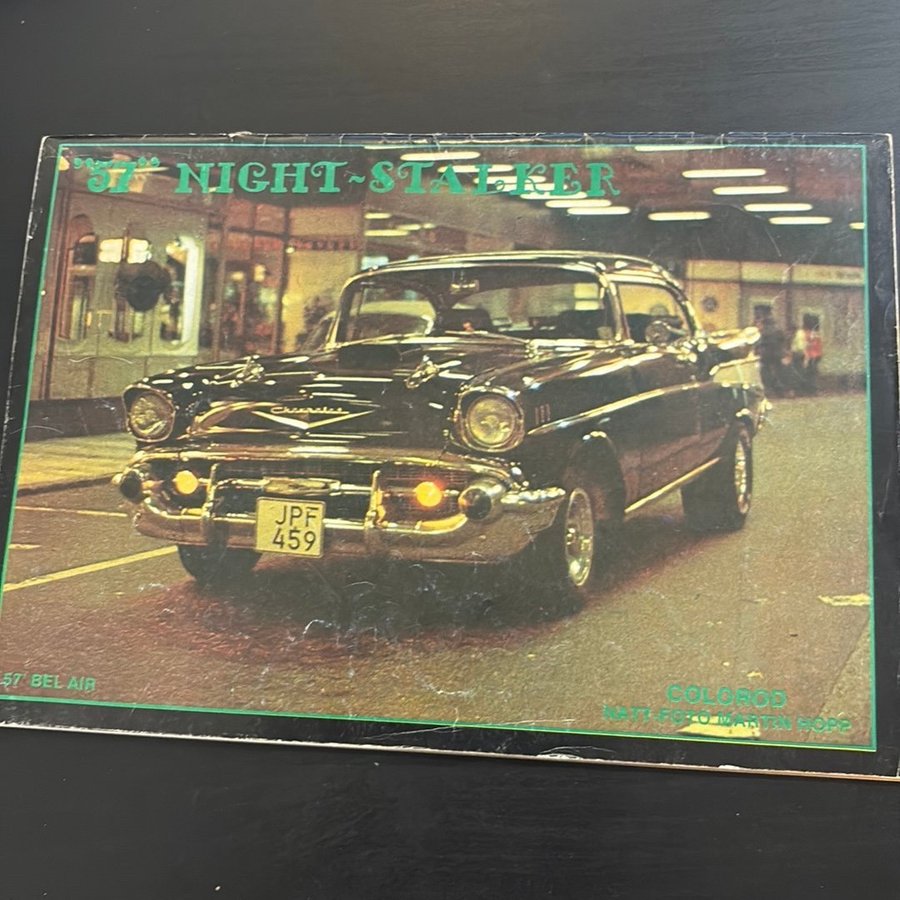 "57" NIGHT-STALKER
Chevrolet
JPF
459
57' BEL AIR
COLOROD
NATT-FOTO MARTIN HOPP